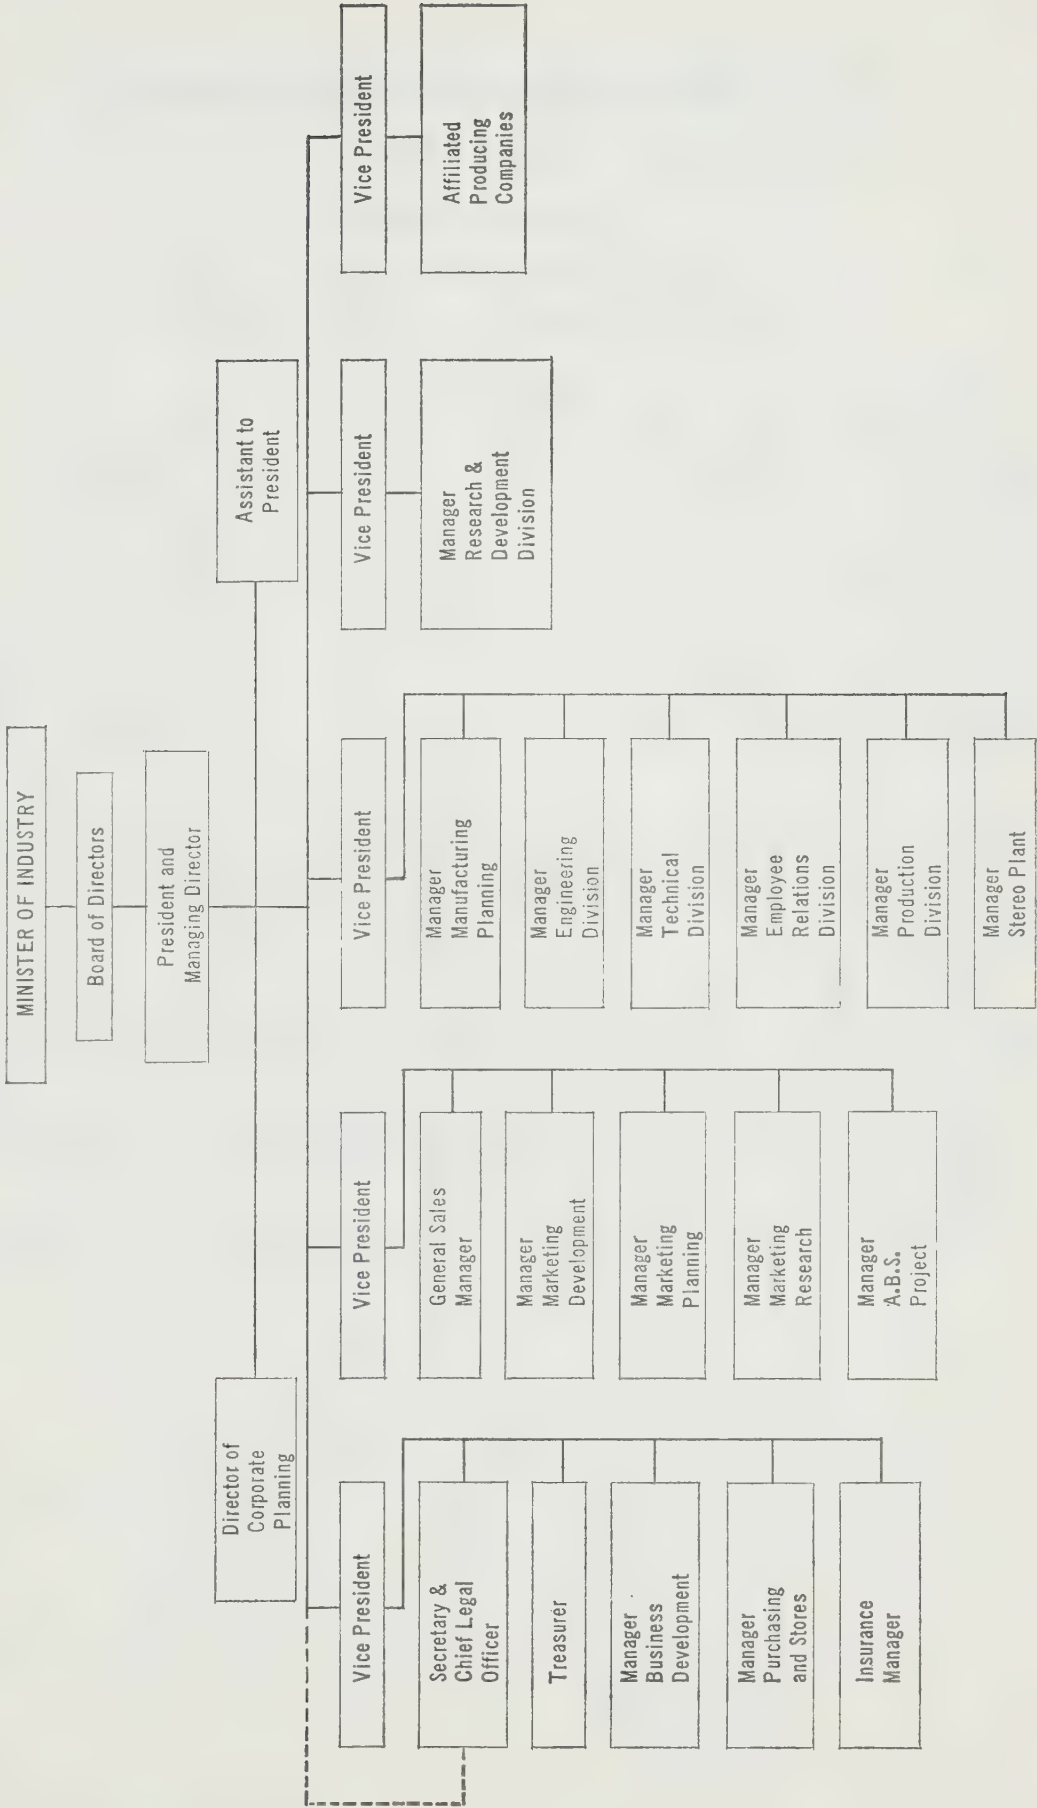 MINISTER OF INDUSTRY
Board of Directors
President and
Managing Director
Director of
Corporate
Planning
Assistant to
President
Vice President
Secretary &
Chief Legal
Officer
Treasurer
Manager
Business
Development
Manager
Purchasing
and Stores
Insurance
Manager
Vice President
General Sales
Manager
Manager
Marketing
Development
Manager
Marketing
Planning
Manager
Marketing
Research
Manager
A.B.S.
Project
Vice President
Manager
Manufacturing
Planning
Manager
Engineering
Division
Manager
Technical
Division
Manager
Employee
Relations
Division
Manager
Production
Division
Manager
Stereo Plant
Vice President
Manager
Research &
Development
Division
Vice President
Affiliated
Producing
Companies